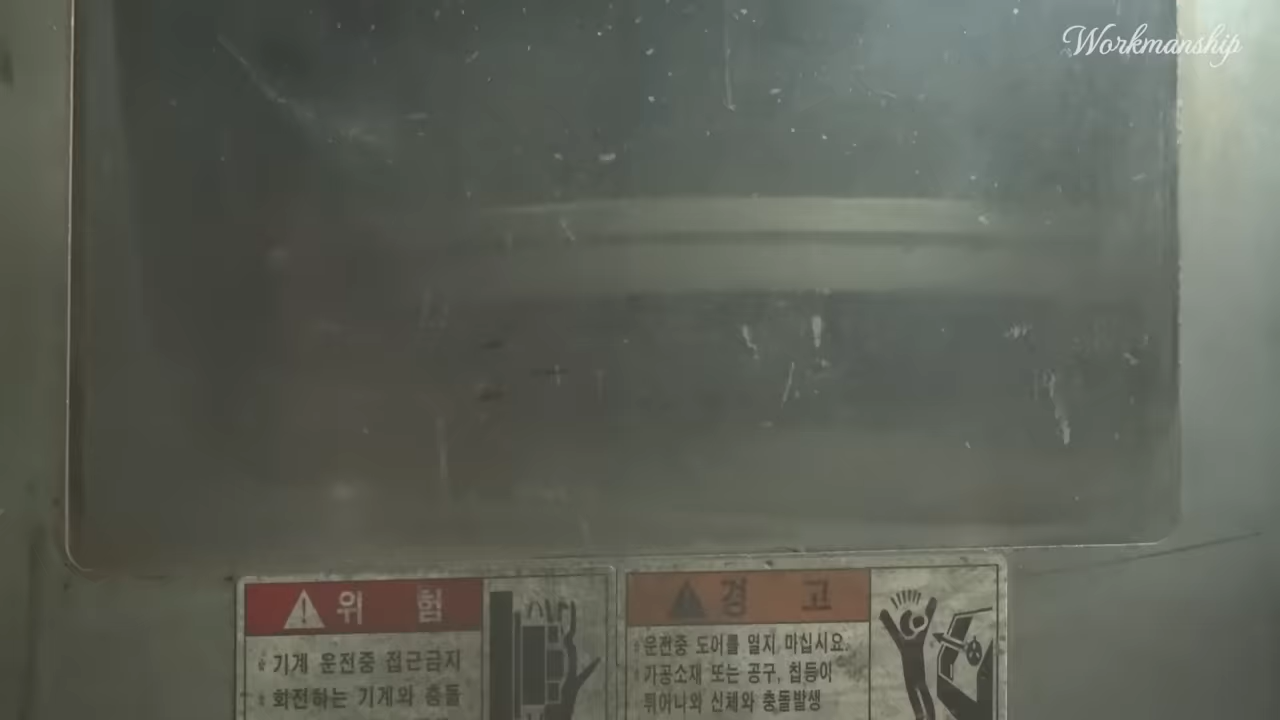 Workmanship
위 험
기계 운전중 접근금지
회전하는 기계와 충돌
경 고
운전중 도어를 열지 마십시요.
가공소재 또는 공구, 칩등이
튀어나와 신체와 충돌발생